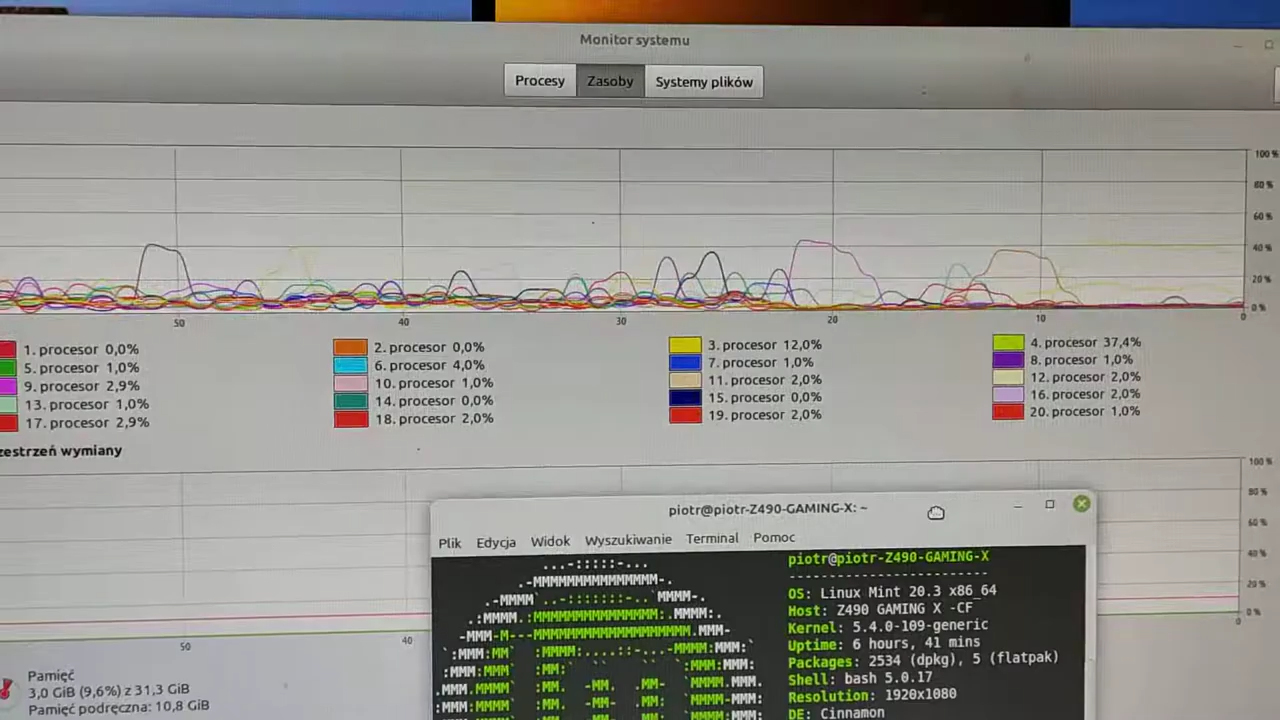 Monitor systemu
Procesy Zasoby Systemy plików
100 %
80 %
60 %
40 %
20 %
0 %
50 40 30 20 10 0
1. procesor 0,0% 2. procesor 0,0% 3. procesor 12,0% 4. procesor 37,4%
5. procesor 1,0% 6. procesor 4,0% 7. procesor 1,0% 8. procesor 1,0%
9. procesor 2,9% 10. procesor 1,0% 11. procesor 2,0% 12. procesor 2,0%
13. procesor 1,0% 14. procesor 0,0% 15. procesor 0,0% 16. procesor 2,0%
17. procesor 2,9% 18. procesor 2,0% 19. procesor 2,0% 20. procesor 1,0%
zestrzeń wymiany
100 %
80 %
60 %
40 %
20 %
0 %
50 40 0
Pamięć
3,0 GiB (9,6%) z 31,3 GiB
Pamięć podręczna: 10,8 GiB
piotr@piotr-Z490-GAMING-X: ~
Plik Edycja Widok Wyszukiwanie Terminal Pomoc
piotr@piotr-Z490-GAMING-X
-------------------------
OS: Linux Mint 20.3 x86_64
Host: Z490 GAMING X -CF
Kernel: 5.4.0-109-generic
Uptime: 6 hours, 41 mins
Packages: 2534 (dpkg), 5 (flatpak)
Shell: bash 5.0.17
Resolution: 1920x1080
DE: Cinnamon